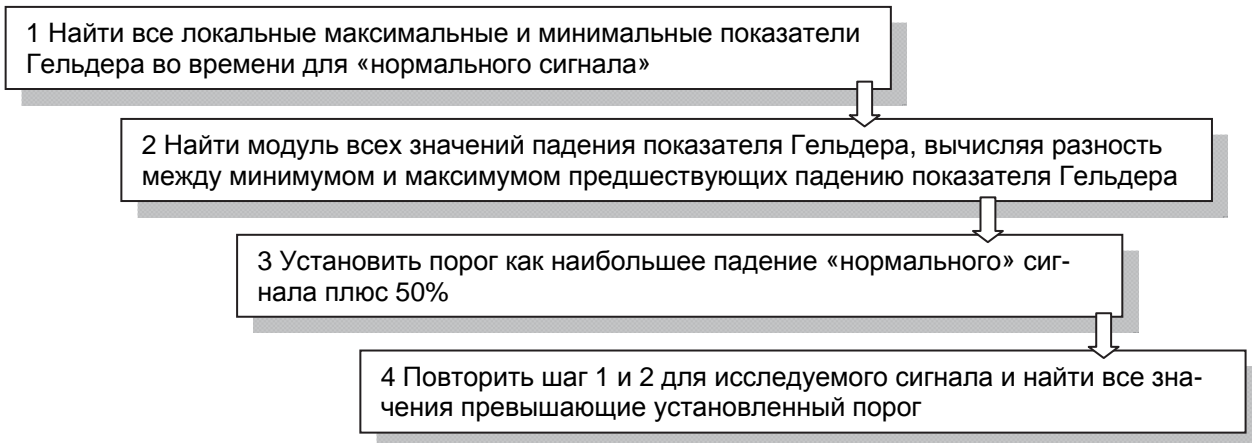 1 Найти все локальные максимальные и минимальные показатели
Гельдера во времени для «нормального сигнала»
2 Найти модуль всех значений падения показателя Гельдера, вычисляя разность
между минимумом и максимумом предшествующих падению показателя Гельдера
3 Установить порог как наибольшее падение «нормального» сиг-
нала плюс 50%
4 Повторить шаг 1 и 2 для исследуемого сигнала и найти все зна-
чения превышающие установленный порог